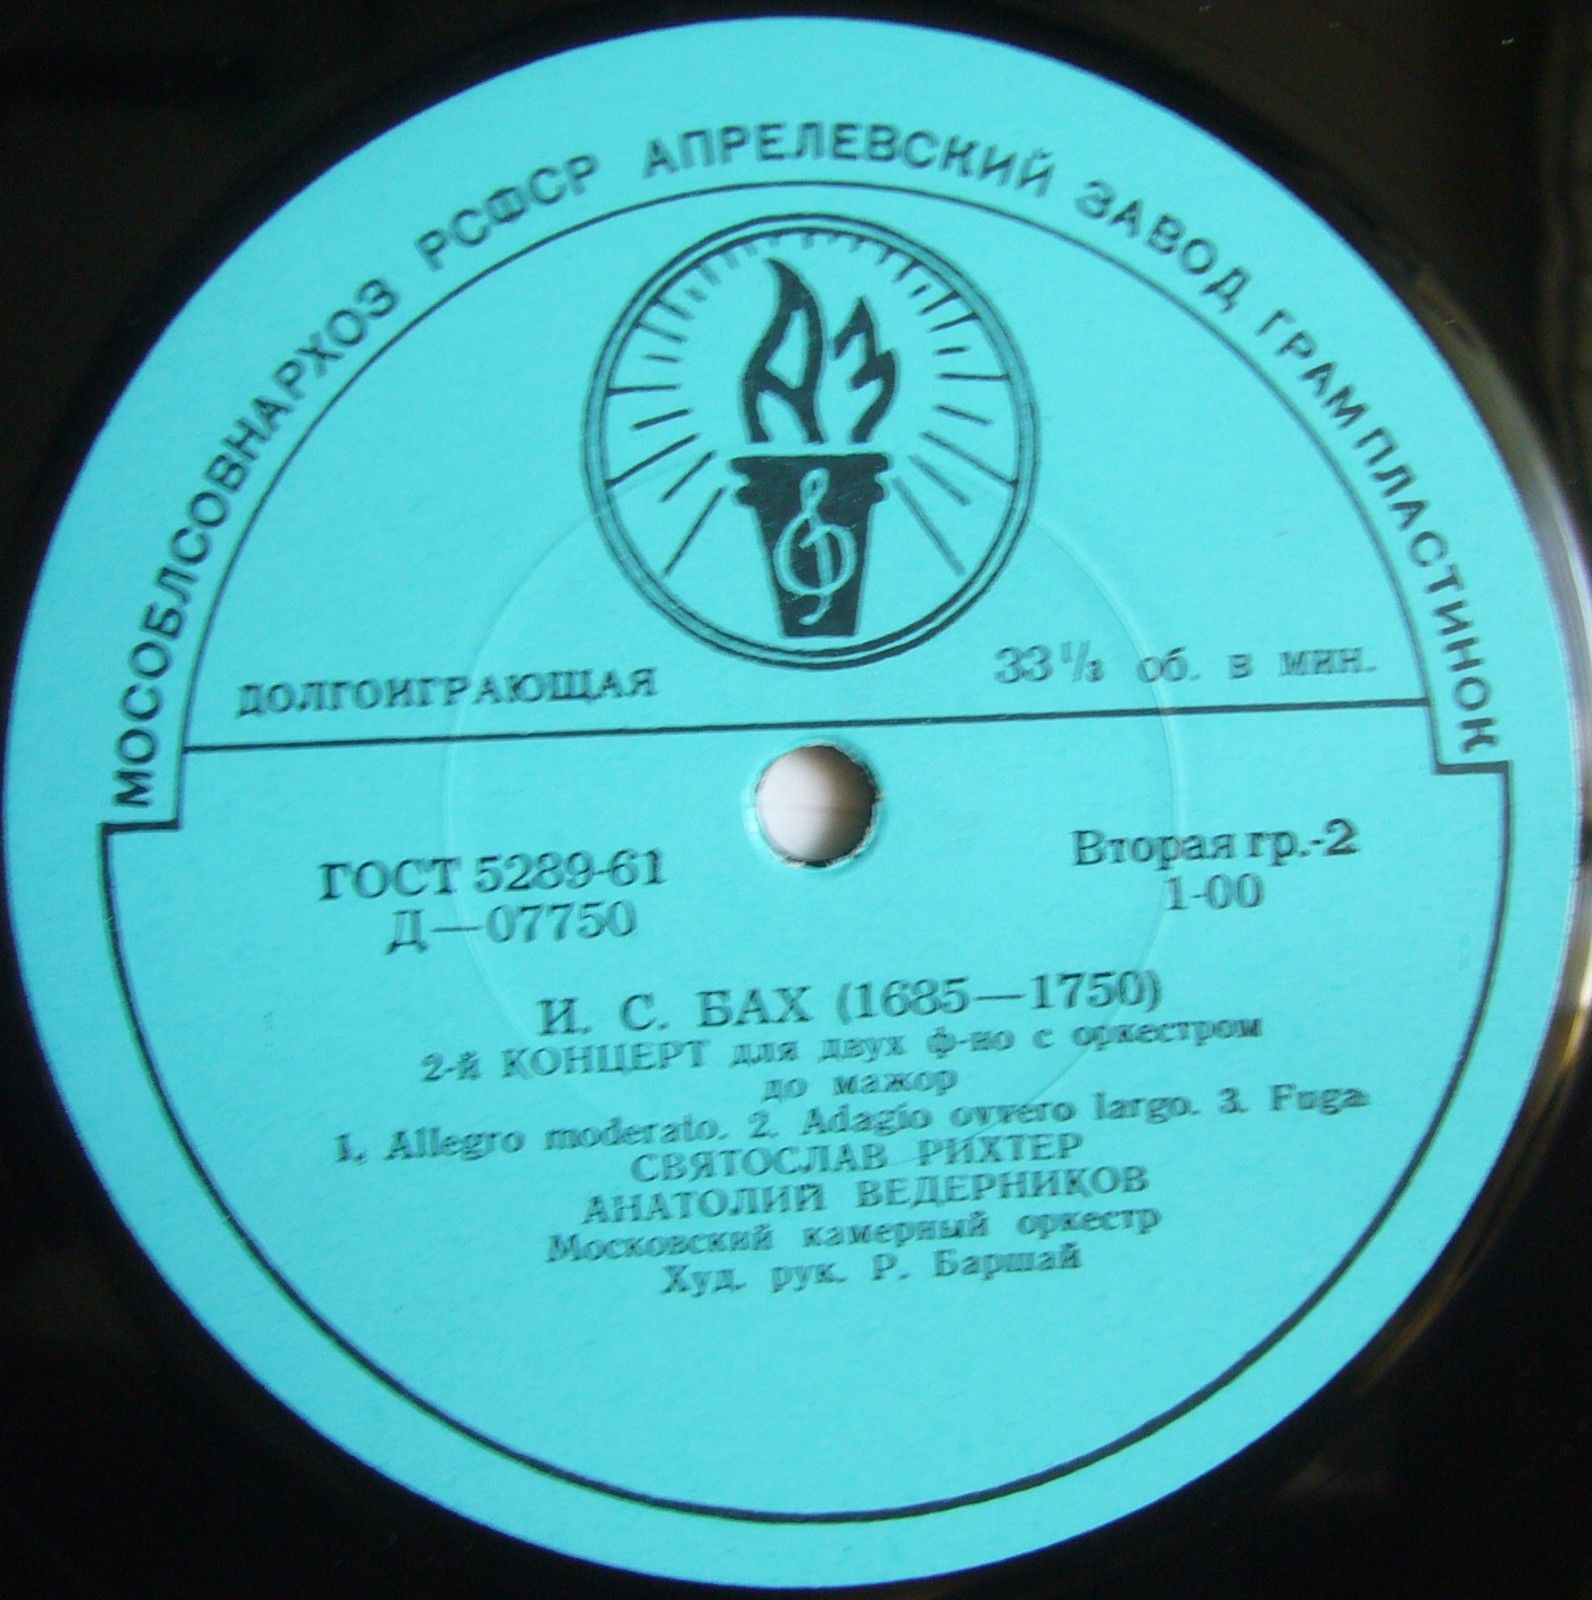 МОСОБЛСОВНАРХОЗ РСФСР АПРЕЛЕВСКИЙ ЗАВОД ГРАМПЛАСТИНОК
АЗ
ДОЛГОИГРАЮЩАЯ
33⅓ об. в мин.
ГОСТ 5289-61
Д—07750
Вторая гр.-2
1-00
И. С. БАХ (1685—1750)
2-й КОНЦЕРТ для двух ф-но с оркестром
до мажор
1. Allegro moderato. 2. Adagio ovvero largo. 3. Fuga
СВЯТОСЛАВ РИХТЕР
АНАТОЛИЙ ВЕДЕРНИКОВ
Московский камерный оркестр
Худ. рук. Р. Баршай